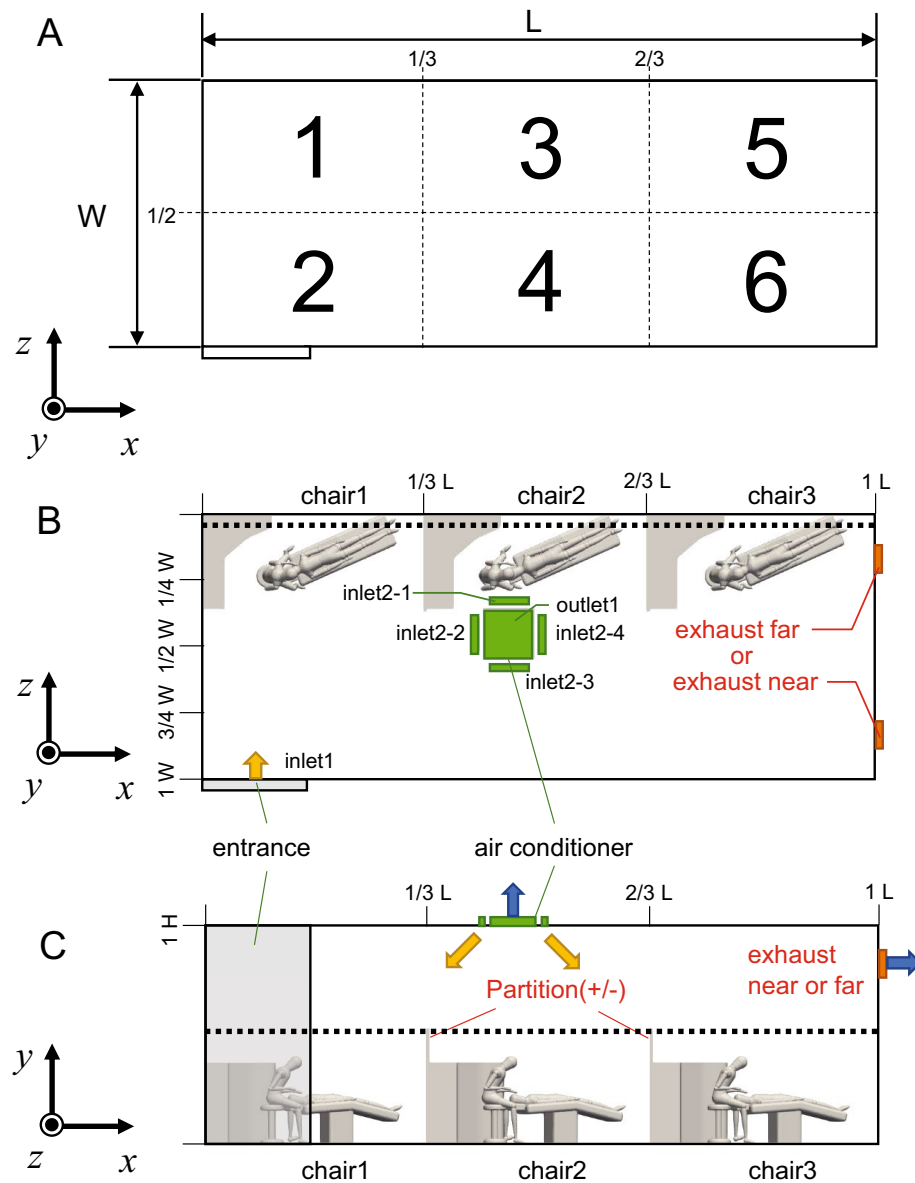 A
L
1/3
2/3
1
3
5
W
1/2
2
4
6
z
y
x
1/3 L
2/3 L
1 L
chair1
chair2
chair3
B
1/4 W
inlet2-1
outlet1
inlet2-2
inlet2-4
exhaust far
1/2 W
or
inlet2-3
exhaust near
z
3/4 W
inlet1
y
x
1 W
entrance
air conditioner
1/3 L
2/3 L
1 L
1 H
C
exhaust
near or far
Partition(+/-)
y
z
x
chair1
chair2
chair3